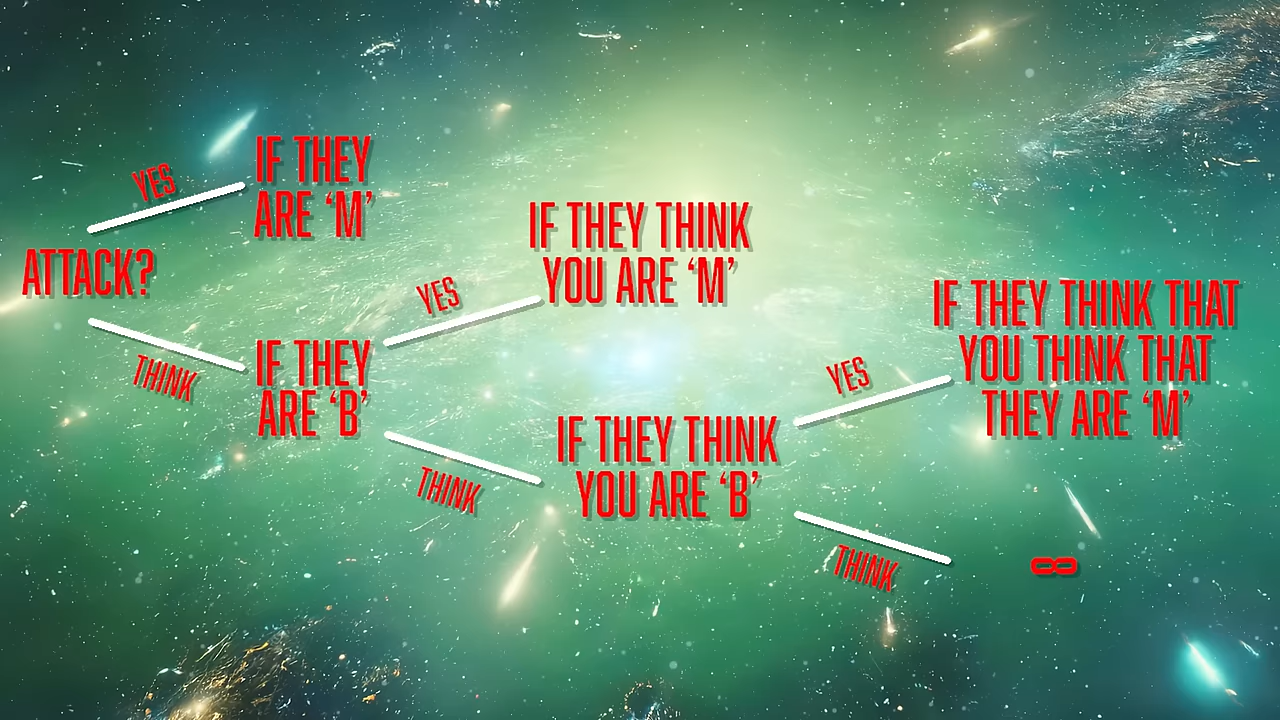 ATTACK?
YES
IF THEY
ARE ‘M’
THINK
IF THEY
ARE ‘B’
YES
IF THEY THINK
YOU ARE ‘M’
THINK
IF THEY THINK
YOU ARE ‘B’
YES
IF THEY THINK THAT
YOU THINK THAT
THEY ARE ‘M’
THINK
∞